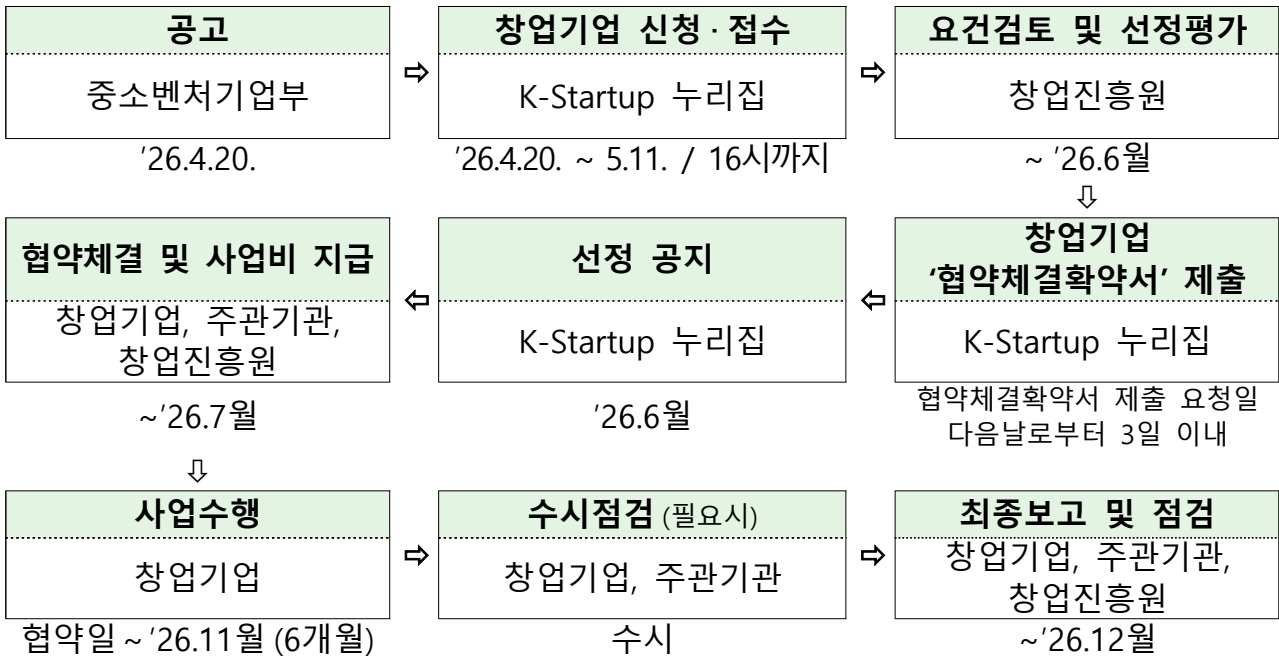 공고
중소벤처기업부
'26.4.20.
⇨
창업기업 신청·접수
K-Startup 누리집
'26.4.20. ~ 5.11. / 16시까지
⇨
요건검토 및 선정평가
창업진흥원
~ '26.6월
⇩
창업기업
'협약체결확약서' 제출
K-Startup 누리집
협약체결확약서 제출 요청일
다음날로부터 3일 이내
⇦
선정 공지
K-Startup 누리집
'26.6월
⇦
협약체결 및 사업비 지급
창업기업, 주관기관,
창업진흥원
~'26.7월
⇩
사업수행
창업기업
협약일 ~ '26.11월 (6개월)
⇨
수시점검 (필요시)
창업기업, 주관기관
수시
⇨
최종보고 및 점검
창업기업, 주관기관,
창업진흥원
~'26.12월